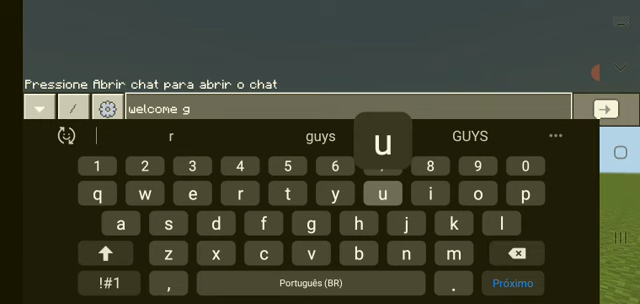 Pressione Abrir chat para abrir o chat
/ welcome g
r guys u GUYS ...
1 2 3 4 5 6 8 9 0
q w e r t y u i o p
a s d f g h j k l
z x c v b n m
!#1 , Português (BR) . Próximo